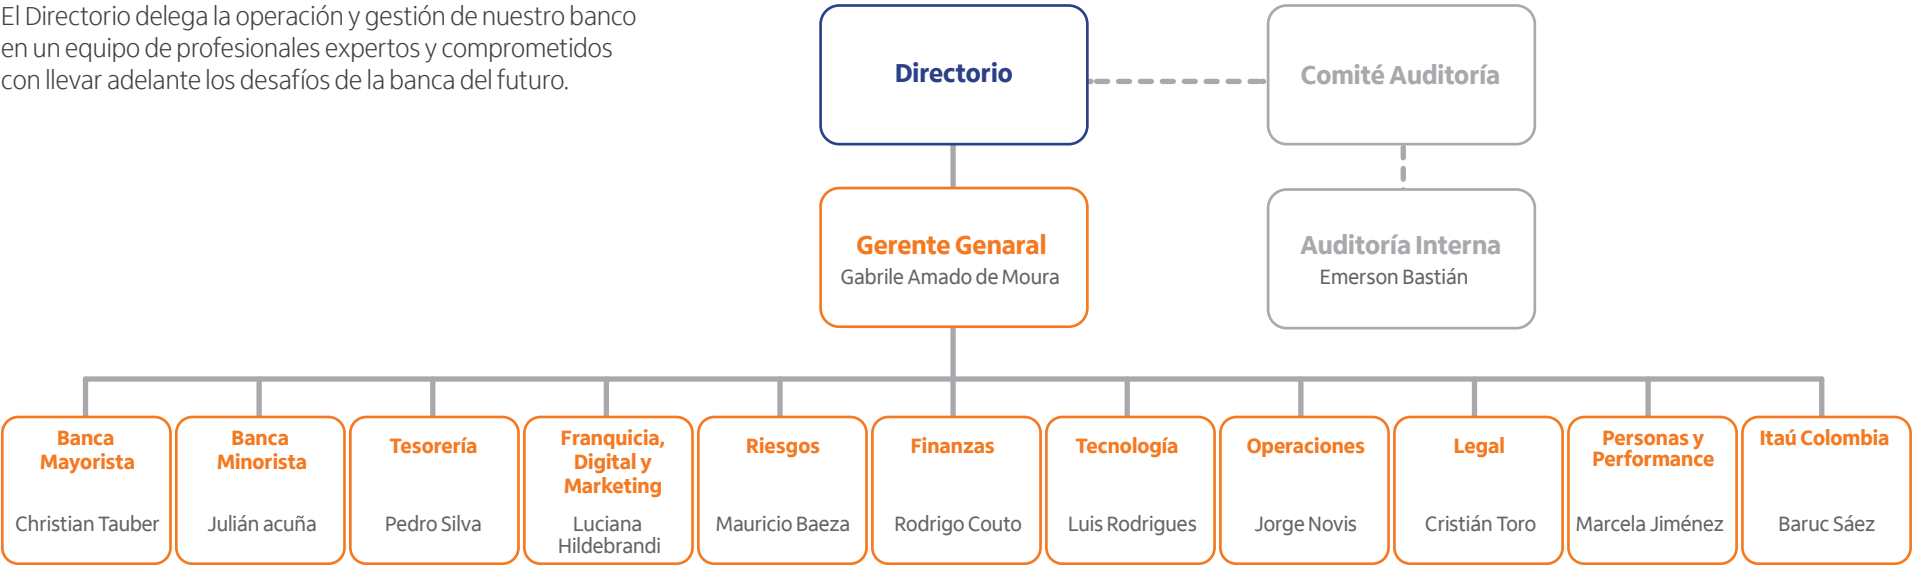 El Directorio delega la operación y gestión de nuestro banco
en un equipo de profesionales expertos y comprometidos
con llevar adelante los desafíos de la banca del futuro.
Directorio
Comité Auditoría
Gerente Genaral
Gabrile Amado de Moura
Auditoría Interna
Emerson Bastián
Banca
Mayorista
Christian Tauber
Banca
Minorista
Julián acuña
Tesorería
Pedro Silva
Franquicia,
Digital y
Marketing
Luciana
Hildebrandi
Riesgos
Mauricio Baeza
Finanzas
Rodrigo Couto
Tecnología
Luis Rodrigues
Operaciones
Jorge Novis
Legal
Cristián Toro
Personas y
Performance
Marcela Jiménez
Itaú Colombia
Baruc Sáez